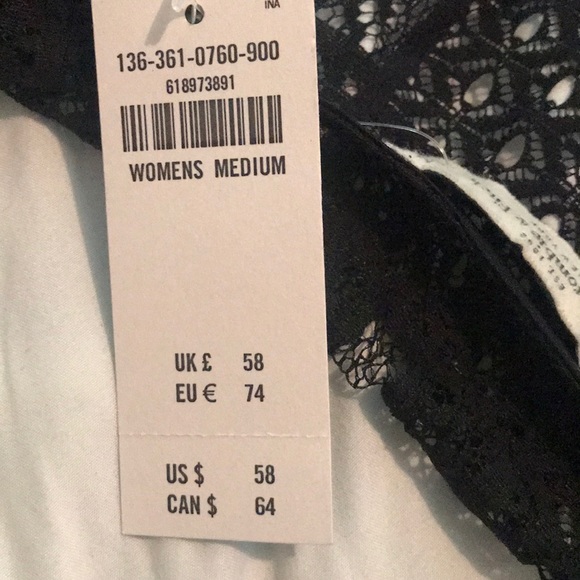 INA
136-361-0760-900
618973891
WOMENS MEDIUM
UK £ 58
EU € 74
US $ 58
CAN $ 64